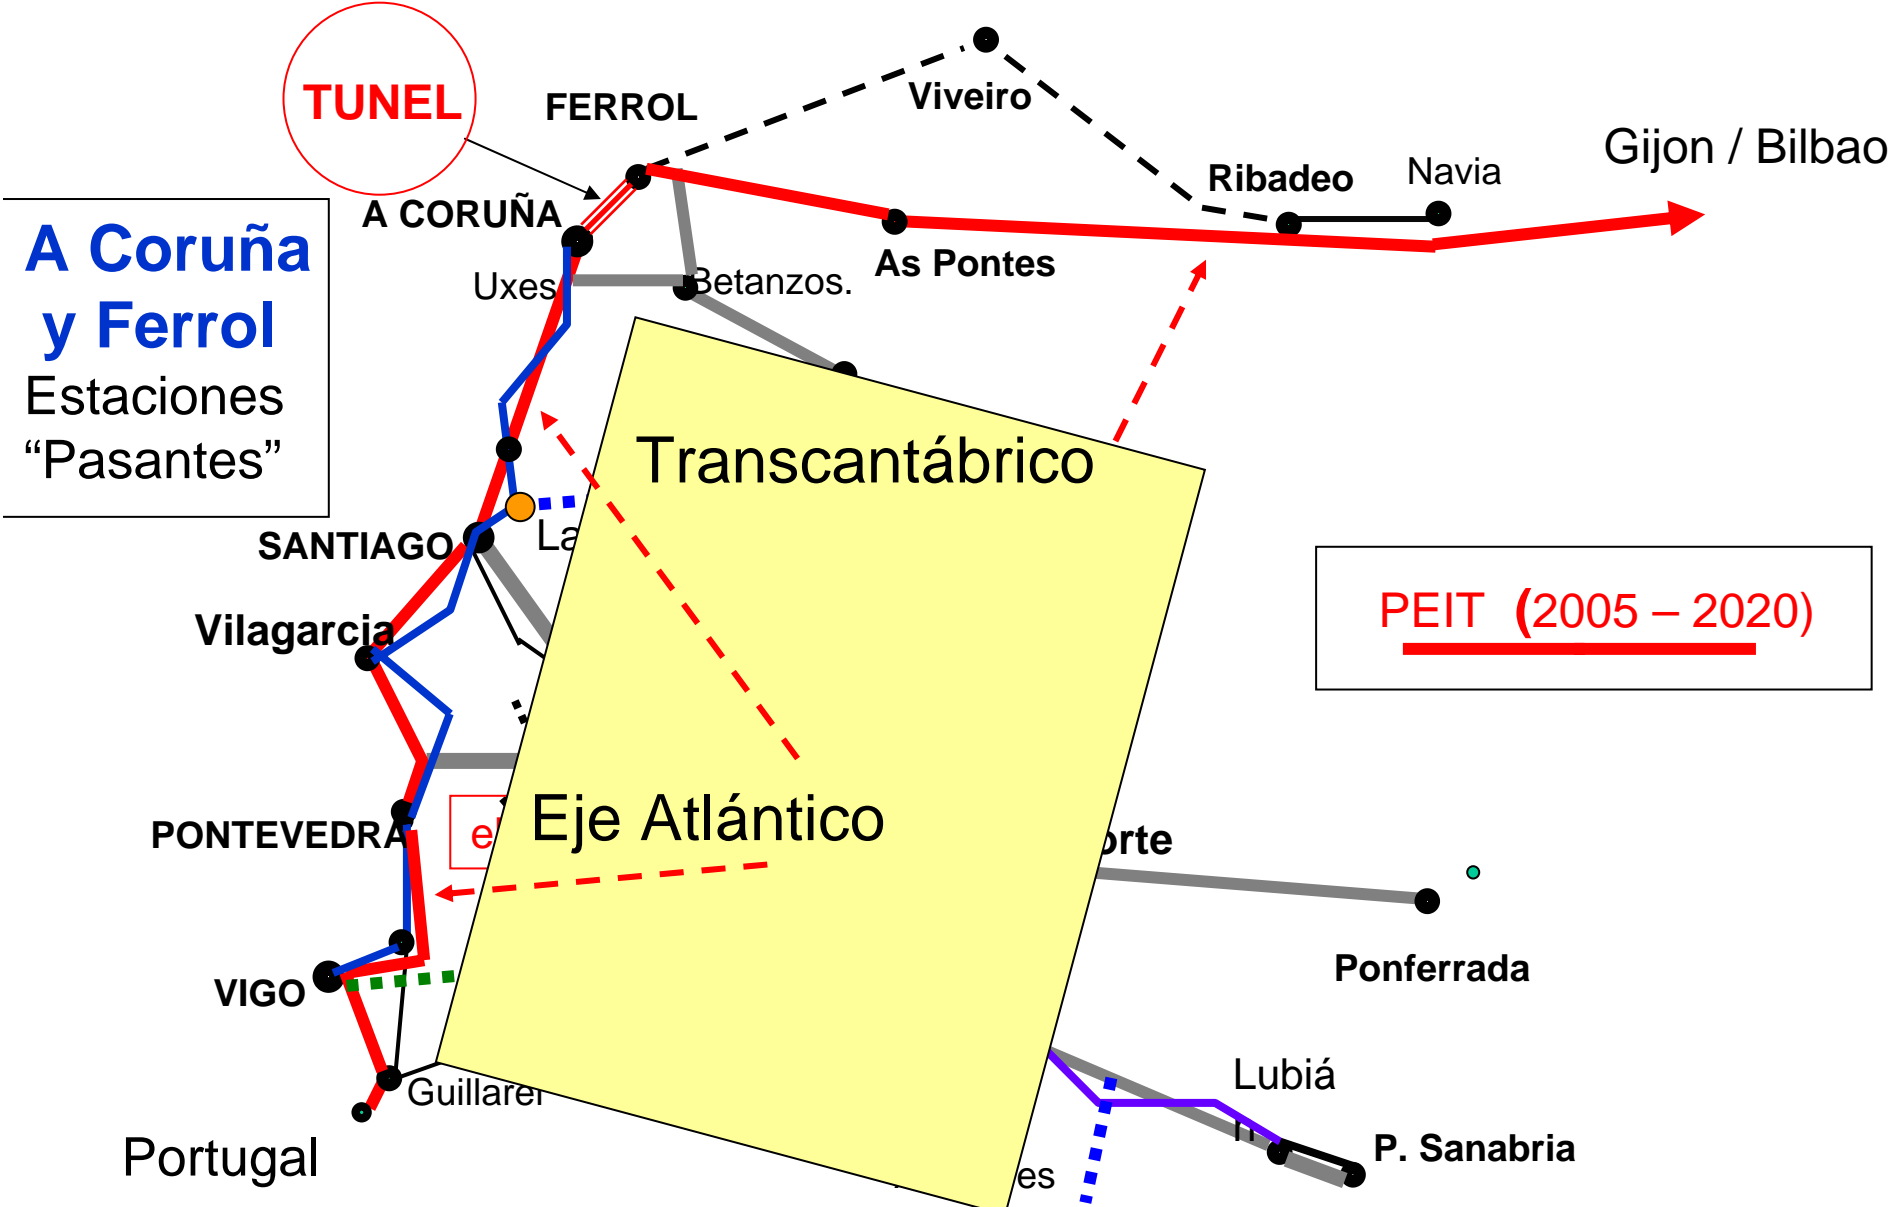 TUNEL
FERROL
Viveiro
Gijon / Bilbao
Ribadeo
Navia
A CORUÑA
A Coruña
y Ferrol
Estaciones
“Pasantes”
As Pontes
Uxes
Betanzos.
Transcantábrico
SANTIAGO
PEIT (2005 – 2020)
Vilagarcia
Eje Atlántico
PONTEVEDRA
Ponferrada
VIGO
Lubiá
n
Guillarei
Portugal
P. Sanabria